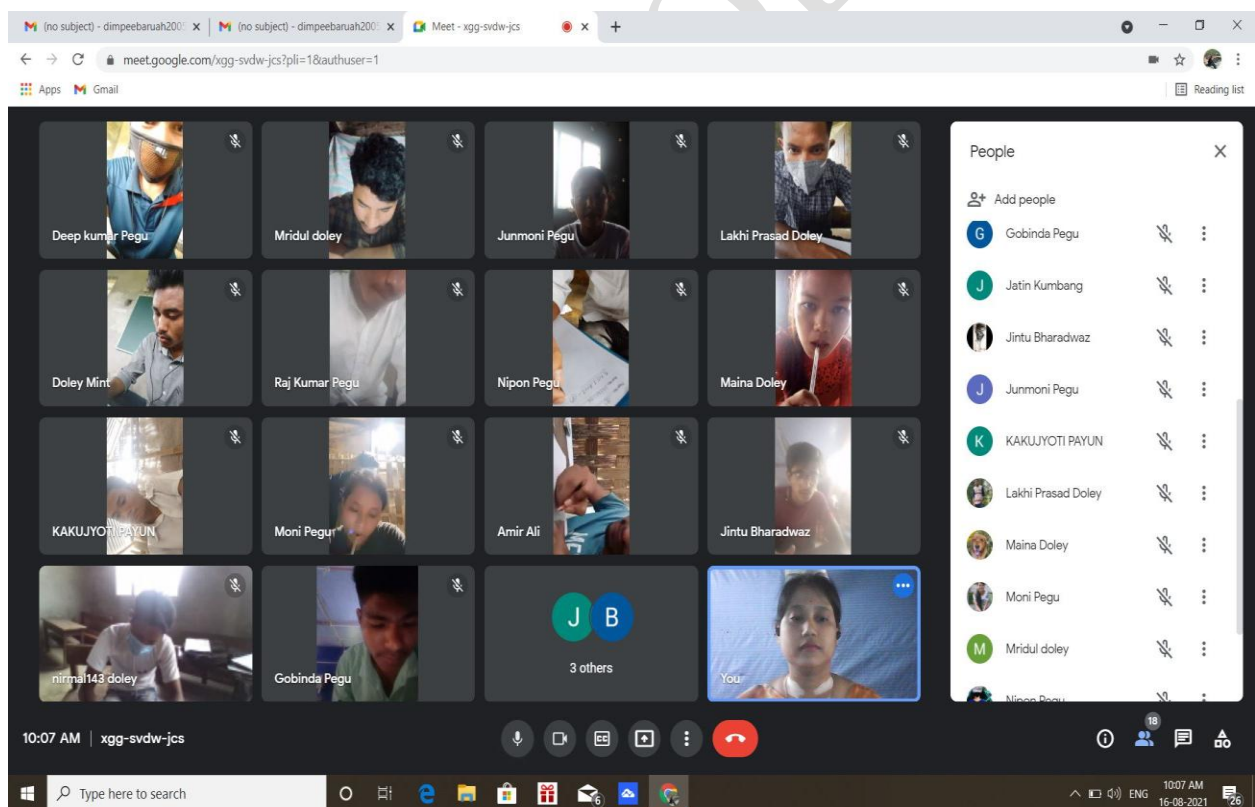 (no subject) - dimpeebaruah200
(no subject) - dimpeebaruah200
Meet - xgg-svdw-jcs
meet.google.com/xgg-svdw-jcs?pli=1&authuser=1
Apps
Gmail
Reading list
Deep kumar Pegu
Mridul doley
Junmoni Pegu
Lakhi Prasad Doley
Doley Mint
Raj Kumar Pegu
Nipon Pegu
Maina Doley
KAKUJYOTI PAYUN
Moni Pegu
Amir Ali
Jintu Bharadwaz
nirmal143 doley
Gobinda Pegu
J B
3 others
You
People
Add people
G Gobinda Pegu
J Jatin Kumbang
Jintu Bharadwaz
J Junmoni Pegu
K KAKUJYOTI PAYUN
Lakhi Prasad Doley
Maina Doley
Moni Pegu
M Mridul doley
Nipon Pegu
10:07 AM | xgg-svdw-jcs
CC
18
Type here to search
6
ENG
10:07 AM
16-08-2021
26